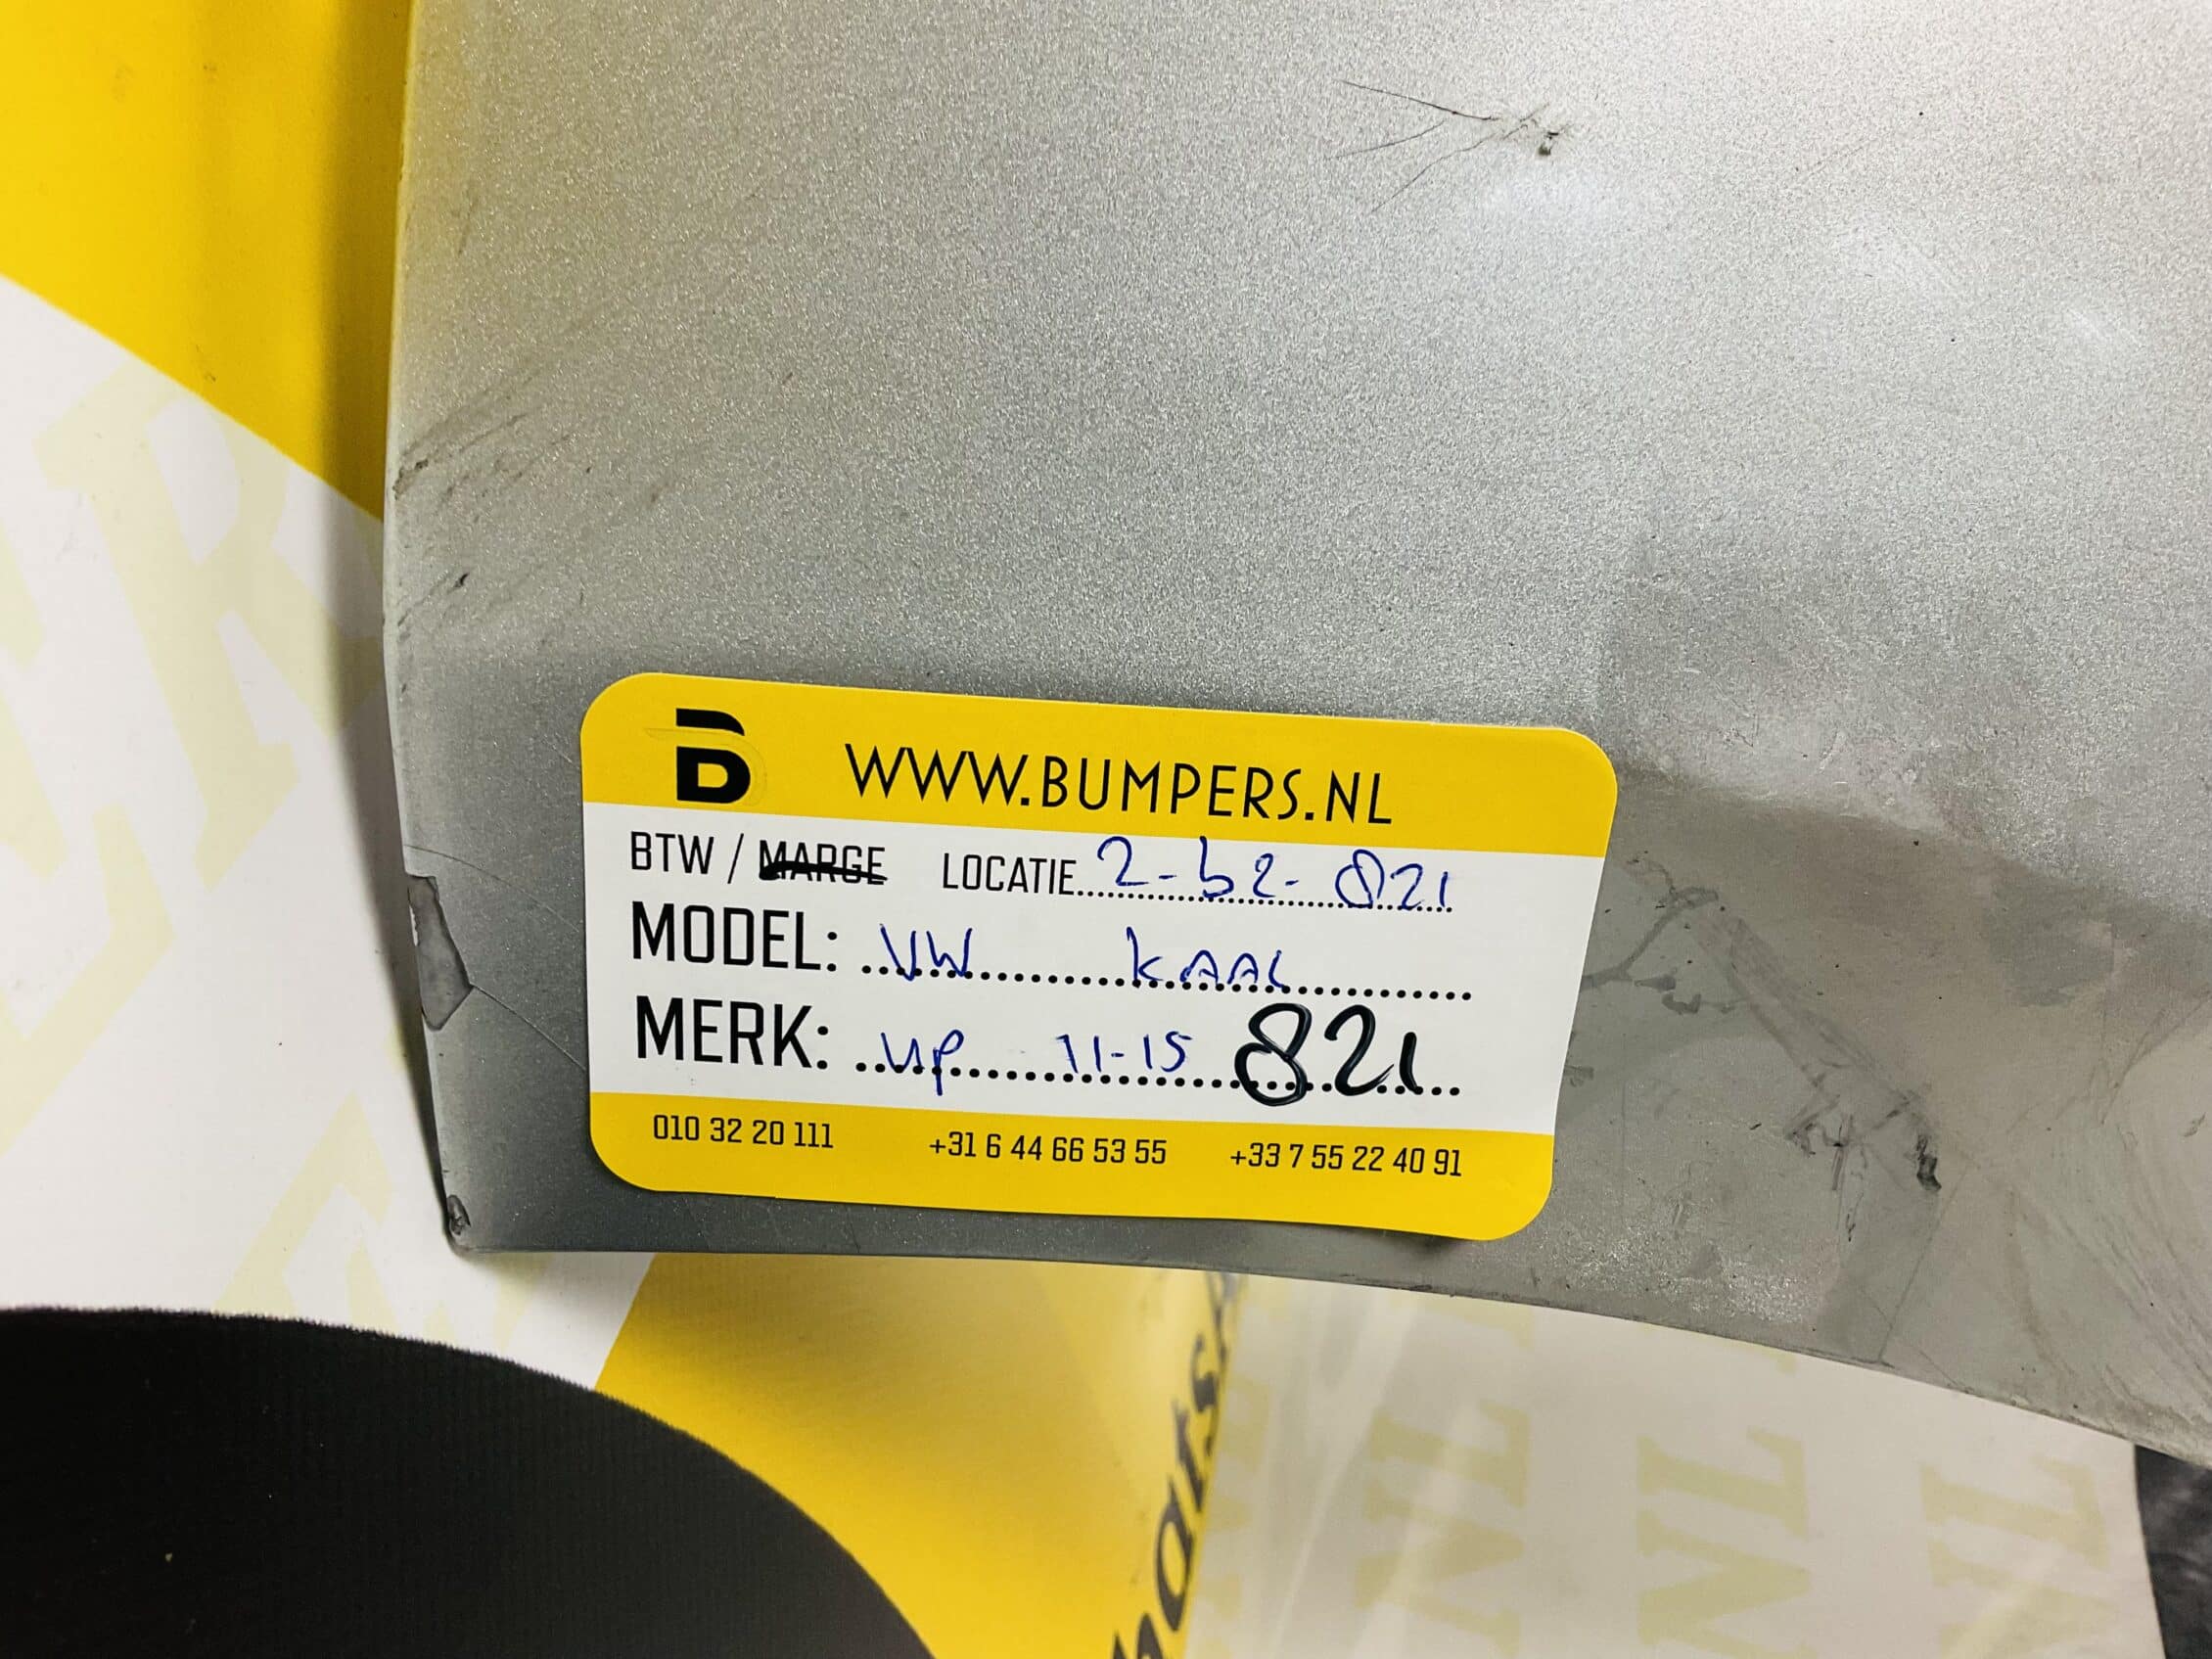 B WWW.BUMPERS.NL
BTW / MARGE LOCATIE 2-b2-821
MODEL: VW KAAL
MERK: up 11-15 821
010 32 20 111 +31 6 44 66 53 55 +33 7 55 22 40 91